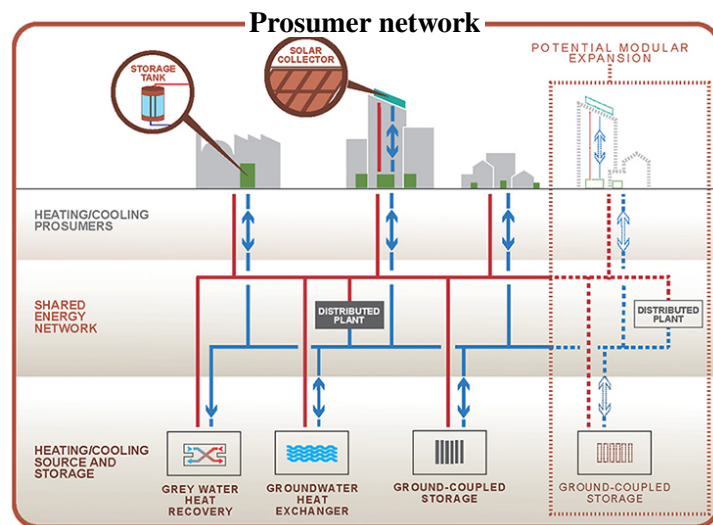 Prosumer network
STORAGE
TANK
SOLAR
COLLECTOR
POTENTIAL MODULAR
EXPANSION
HEATING/COOLING
PROSUMERS
SHARED
ENERGY
NETWORK
DISTRIBUTED
PLANT
DISTRIBUTED
PLANT
HEATING/COOLING
SOURCE AND
STORAGE
GREY WATER
HEAT
RECOVERY
GROUNDWATER
HEAT
EXCHANGER
GROUND-COUPLED
STORAGE
GROUND-COUPLED
STORAGE